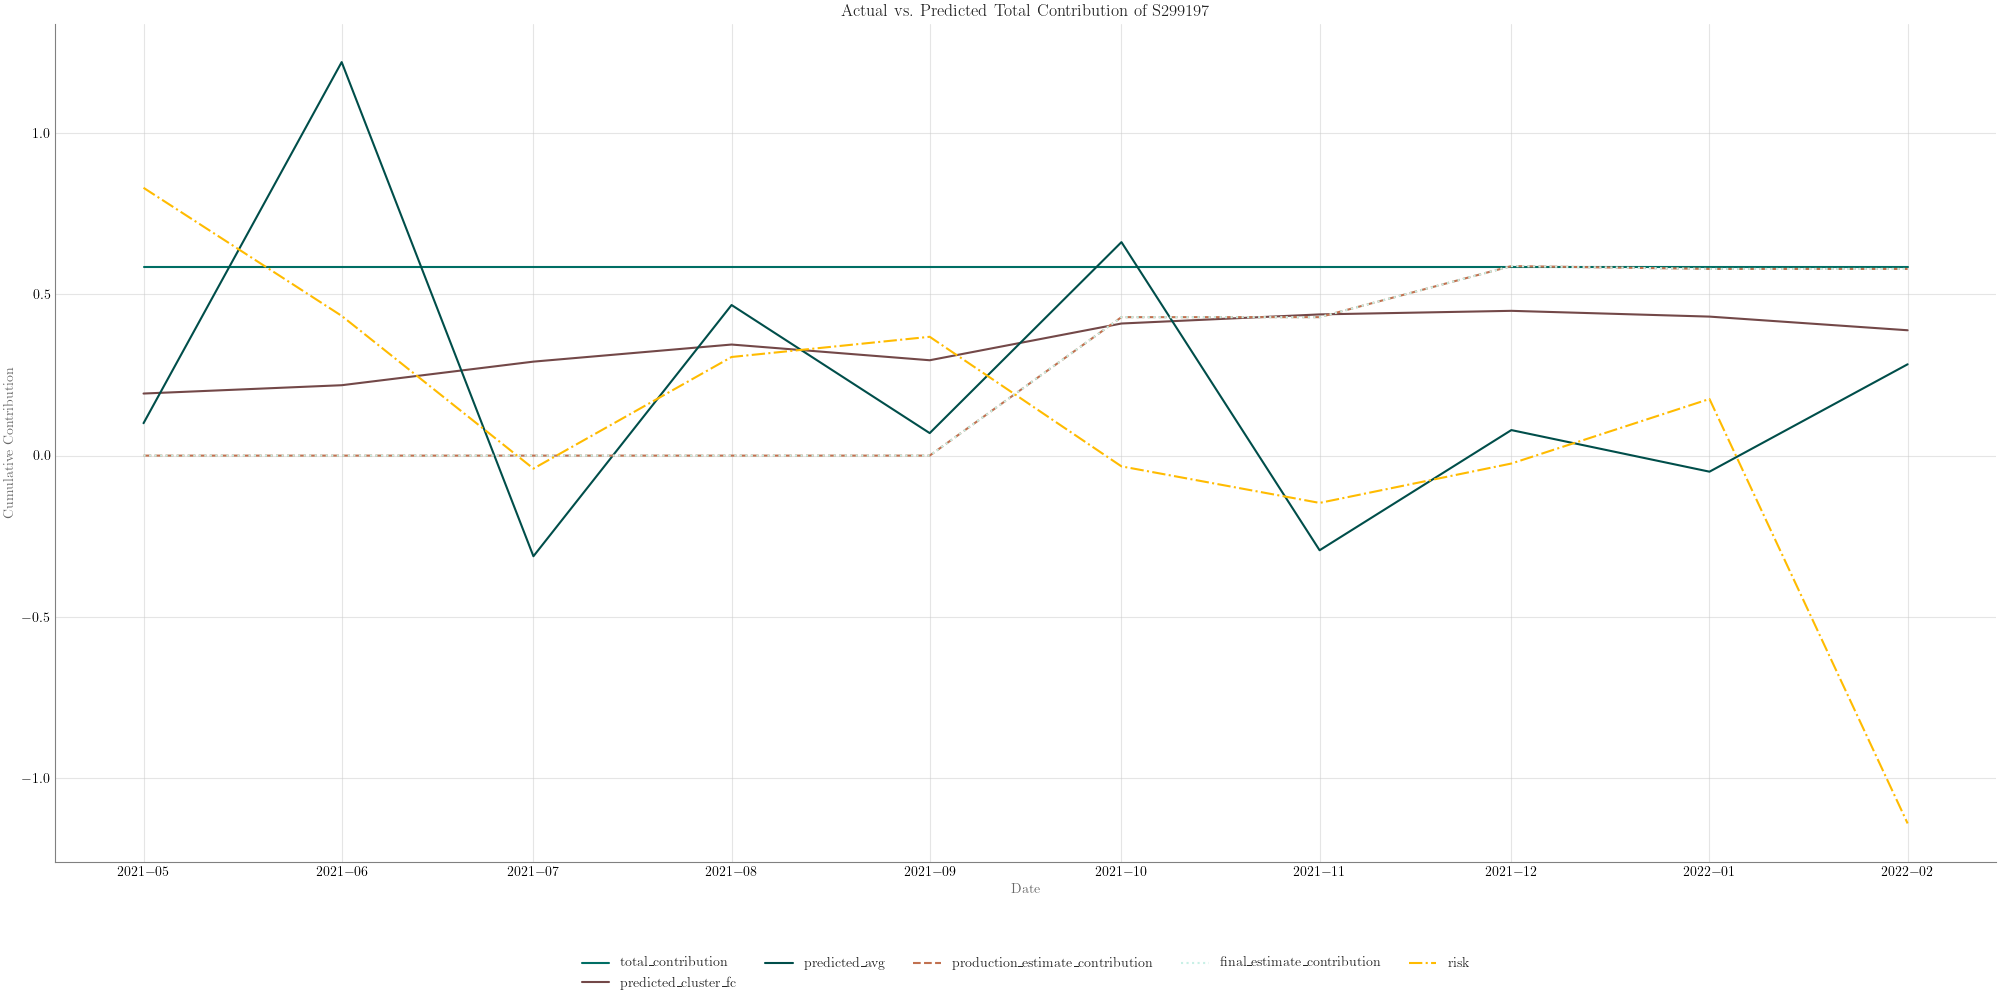 Actual vs. Predicted Total Contribution of S299197
Cumulative Contribution
1.0
0.5
0.0
−0.5
−1.0
2021−05 2021−06 2021−07 2021−08 2021−09 2021−10 2021−11 2021−12 2022−01 2022−02
Date
total_contribution predicted_avg production_estimate_contribution final_estimate_contribution risk
predicted_cluster_fc